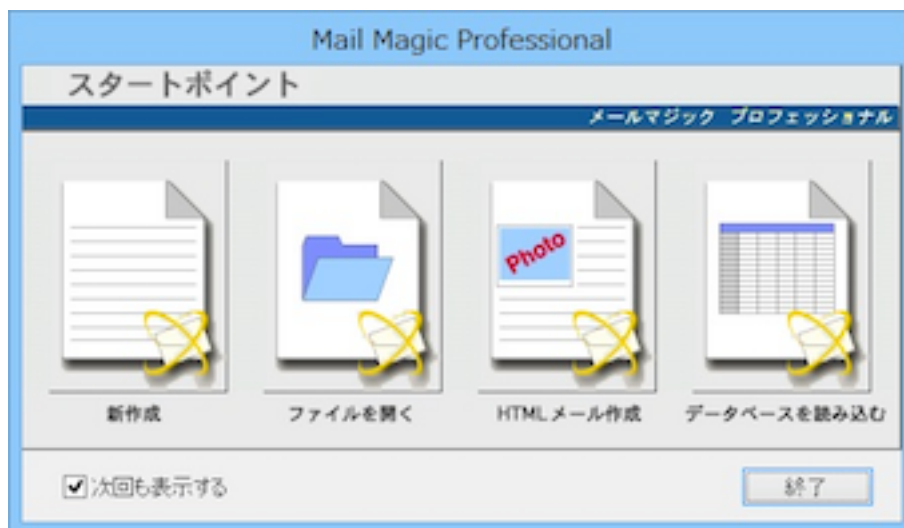 Mail Magic Professional
スタートポイント
メールマジック プロフェッショナル
Photo
新作成
ファイルを開く
HTMLメール作成
データベースを読み込む
次回も表示する
終了